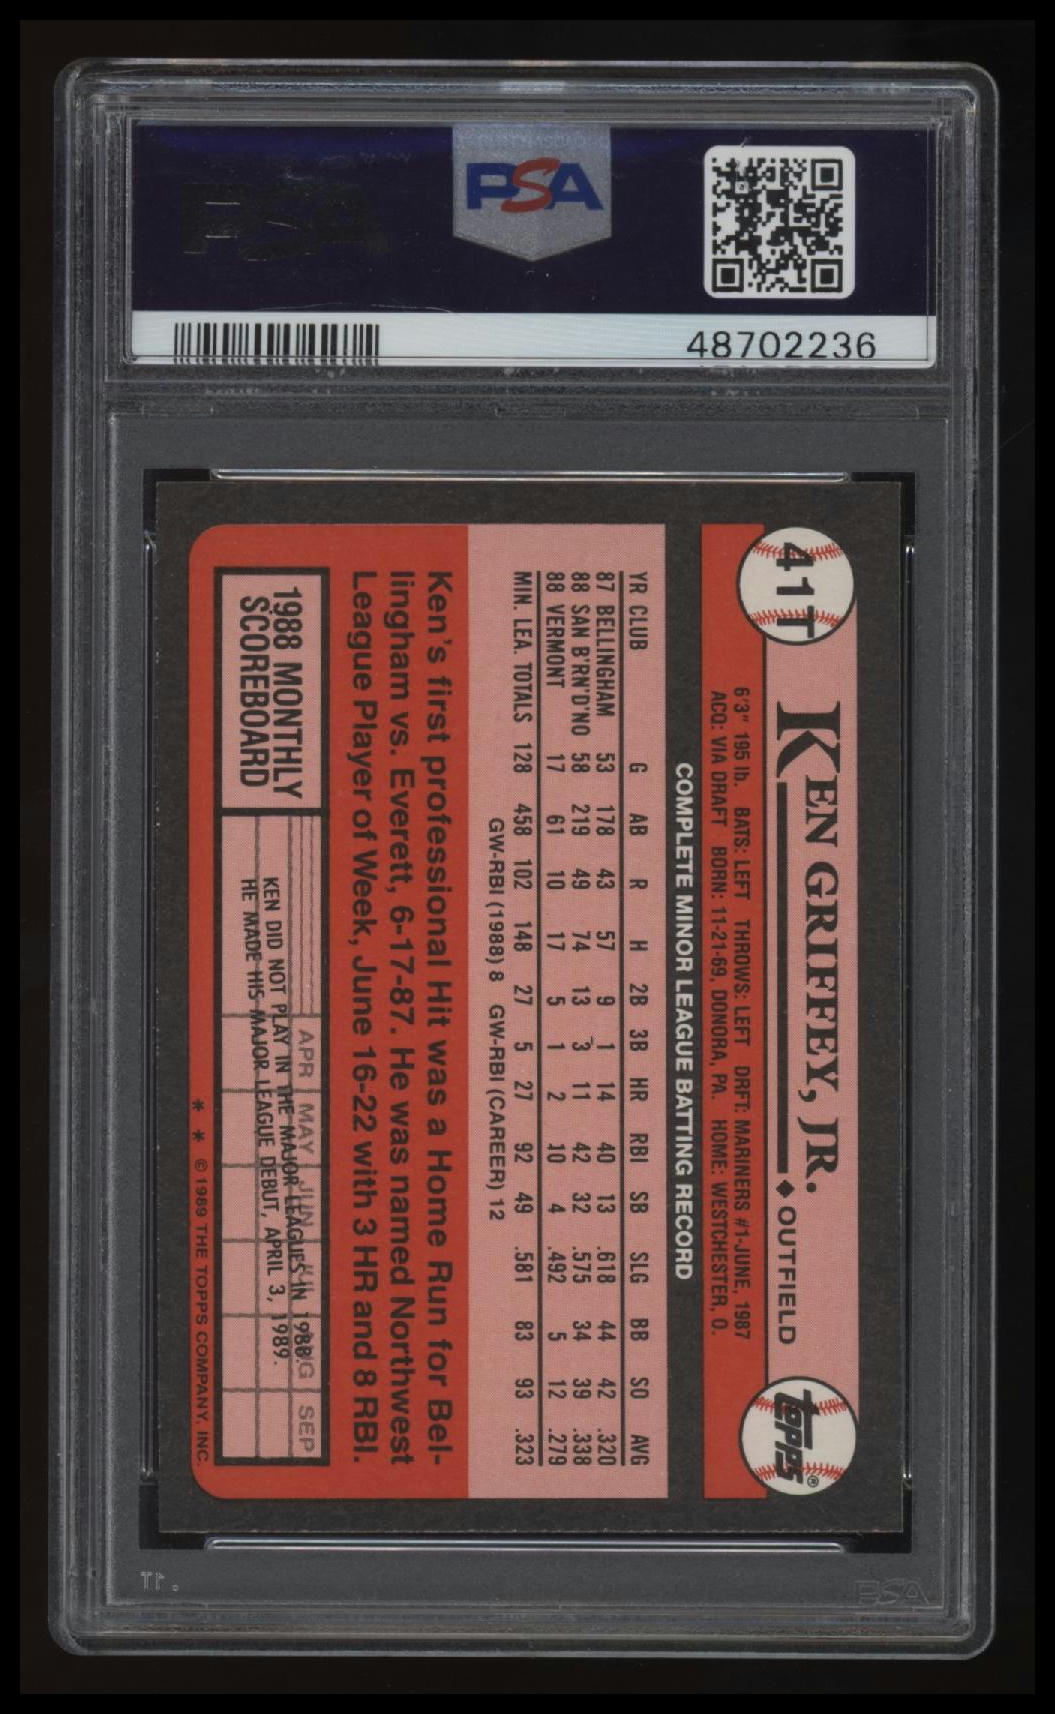 PSA
48702236
41T
KEN GRIFFEY, JR. ◆ OUTFIELD
topps®
6'3" 195 lb. BATS: LEFT THROWS: LEFT DRFT: MARINERS #1-JUNE, 1987
ACQ: VIA DRAFT BORN: 11-21-69, DONORA, PA. HOME: WESTCHESTER, O.
COMPLETE MINOR LEAGUE BATTING RECORD
YR CLUB G AB R H 2B 3B HR RBI SB SLG BB SO AVG
87 BELLINGHAM 53 178 43 57 9 1 14 40 13 .618 44 42 .320
88 SAN B'RN'D'NO 58 219 49 74 13 3 11 42 32 .575 34 39 .338
88 VERMONT 17 61 10 17 5 1 2 10 4 .492 5 12 .279
MIN. LEA. TOTALS 128 458 102 148 27 5 27 92 49 .581 83 93 .323
GW-RBI (1988) 8 GW-RBI (CAREER) 12
Ken's first professional Hit was a Home Run for Bel-
lingham vs. Everett, 6-17-87. He was named Northwest
League Player of Week, June 16-22 with 3 HR and 8 RBI.
1988 MONTHLY
SCOREBOARD
APR MAY JUN JUL AUG SEP
KEN DID NOT PLAY IN THE MAJOR LEAGUES IN 1988.
HE MADE HIS MAJOR LEAGUE DEBUT, APRIL 3, 1989.
* * © 1989 THE TOPPS COMPANY, INC.
PSA